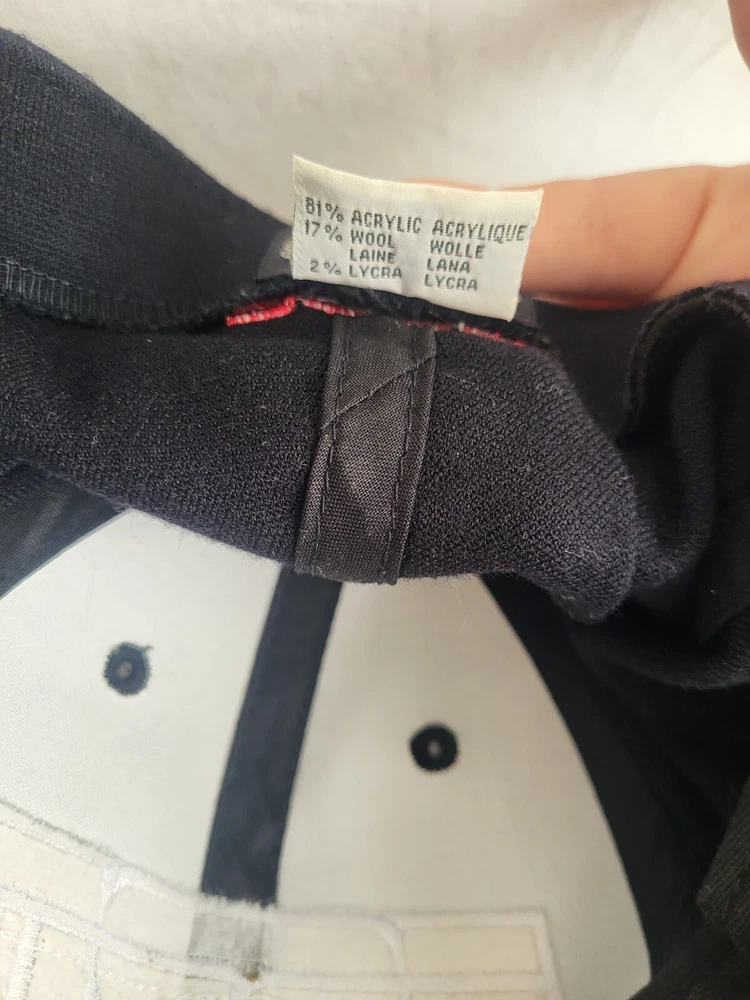 81% ACRYLIC ACRYLIQUE
17% WOOL WOLLE
LAINE LANA
2% LYCRA LYCRA